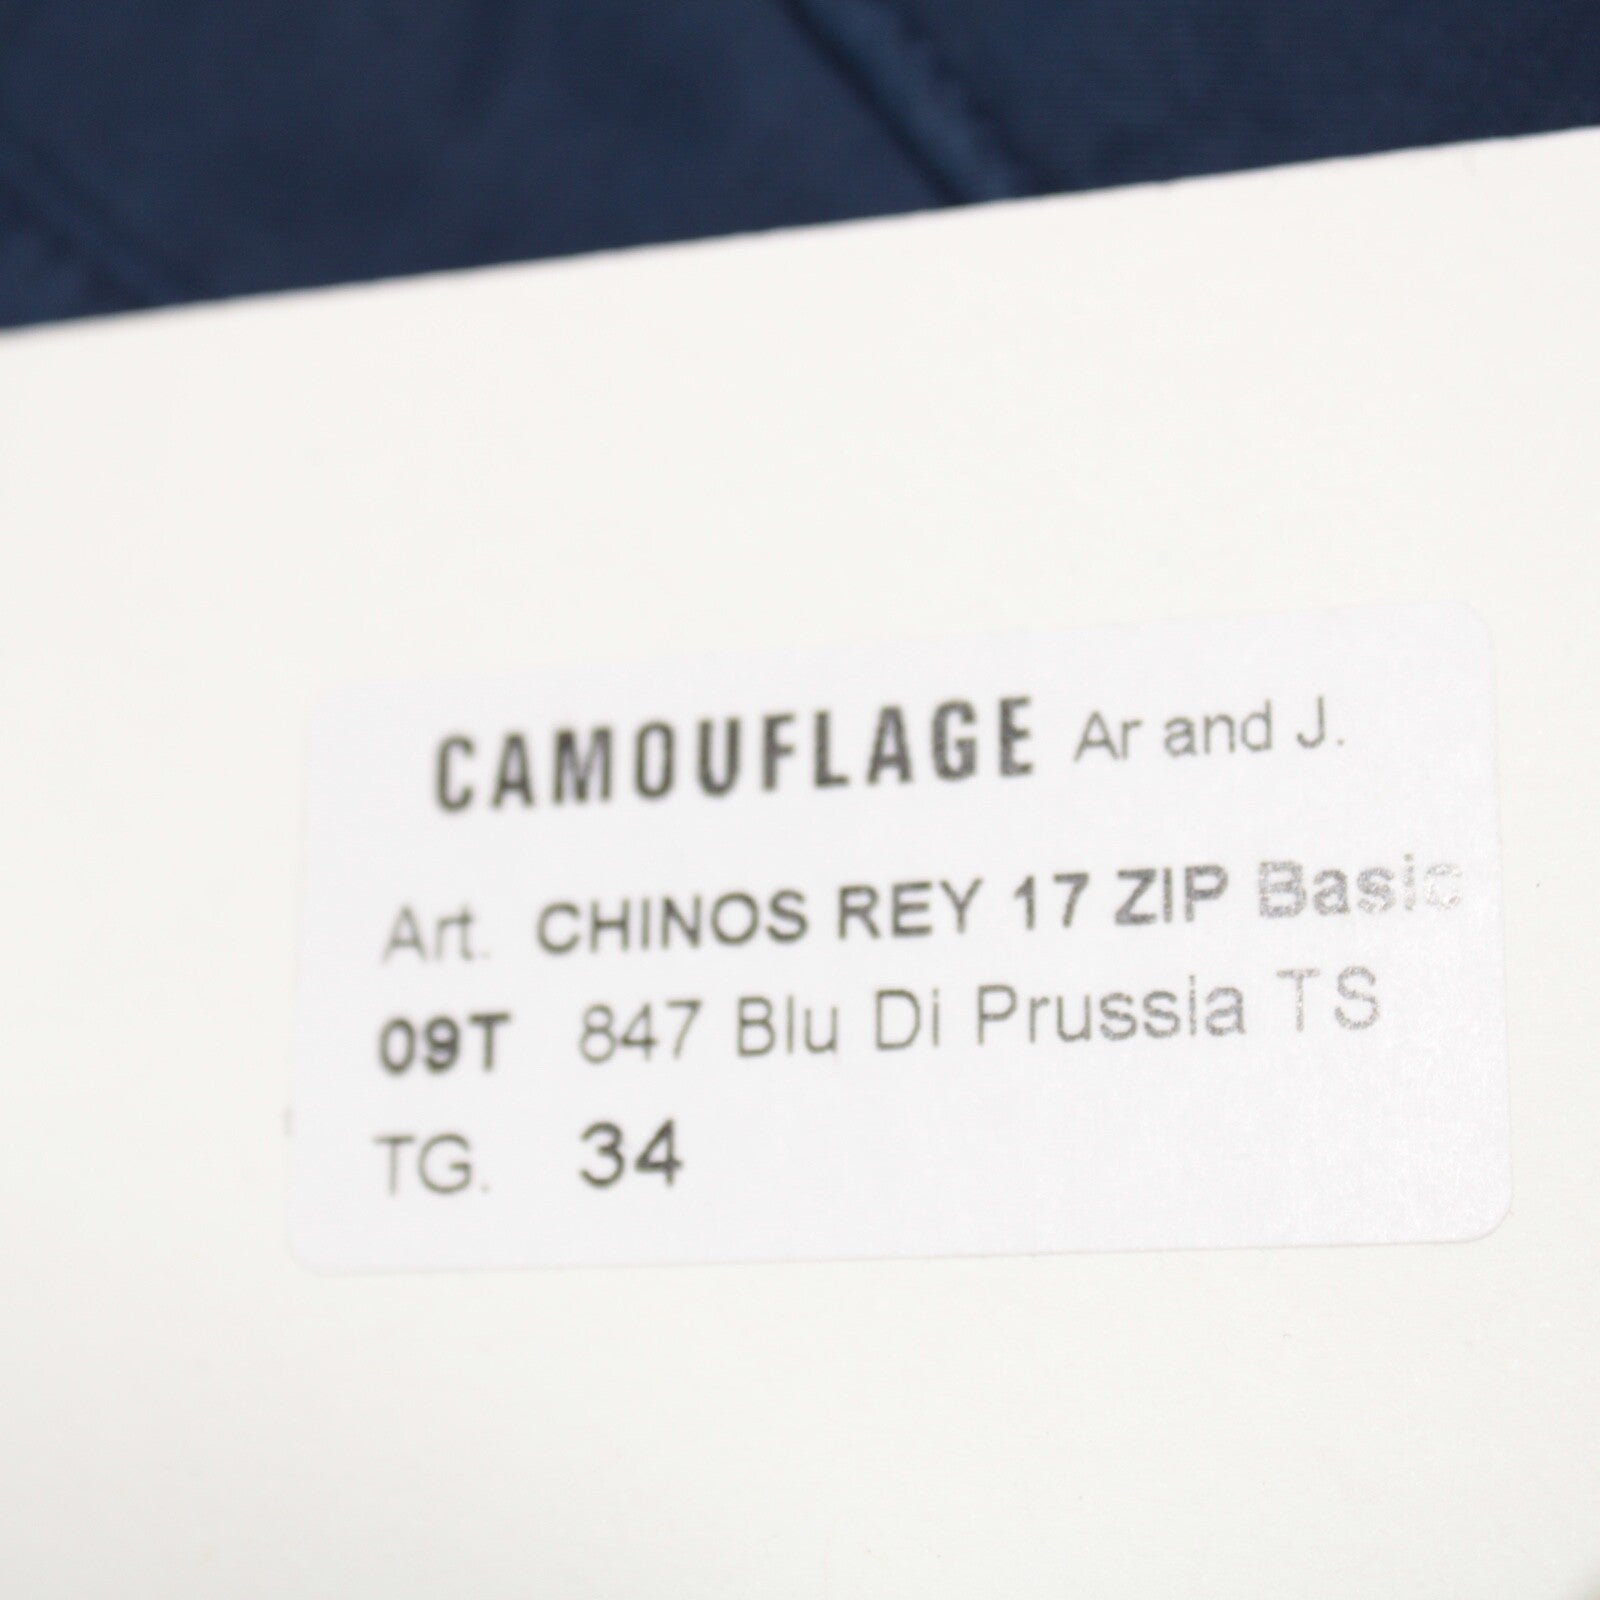 CAMOUFLAGE Ar and J.
Art. CHINOS REY 17 ZIP Basic
09T 847 Blu Di Prussia TS
TG. 34